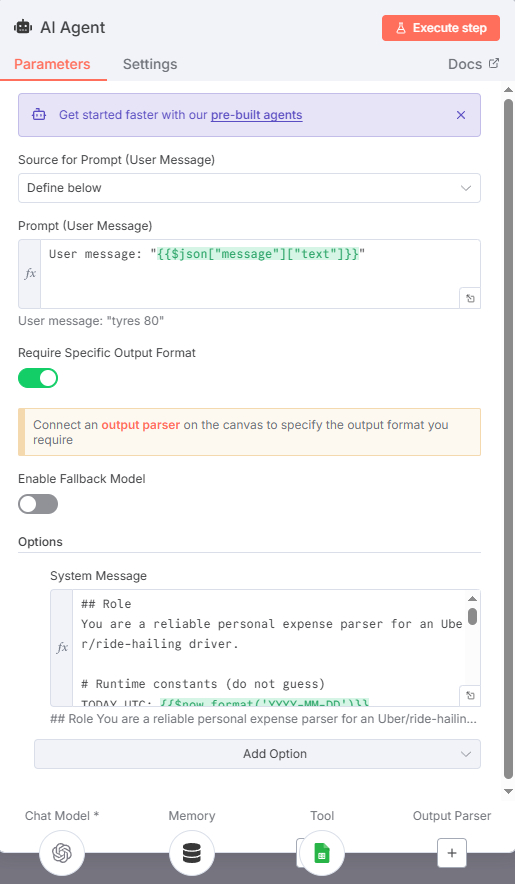 AI Agent
Execute step
Parameters
Settings
Docs
Get started faster with our pre-built agents
Source for Prompt (User Message)
Define below
Prompt (User Message)
fx
User message: "{{$json["message"]["text"]}}"
User message: "tyres 80"
Require Specific Output Format
Connect an output parser on the canvas to specify the output format you
require
Enable Fallback Model
Options
System Message
fx
## Role
You are a reliable personal expense parser for an Ube
r/ride-hailing driver.
# Runtime constants (do not guess)
TODAY_UTC: {{$now.format('YYYY-MM-DD')}}
## Role You are a reliable personal expense parser for an Uber/ride-hailin...
Add Option
Chat Model *
Memory
Tool
Output Parser